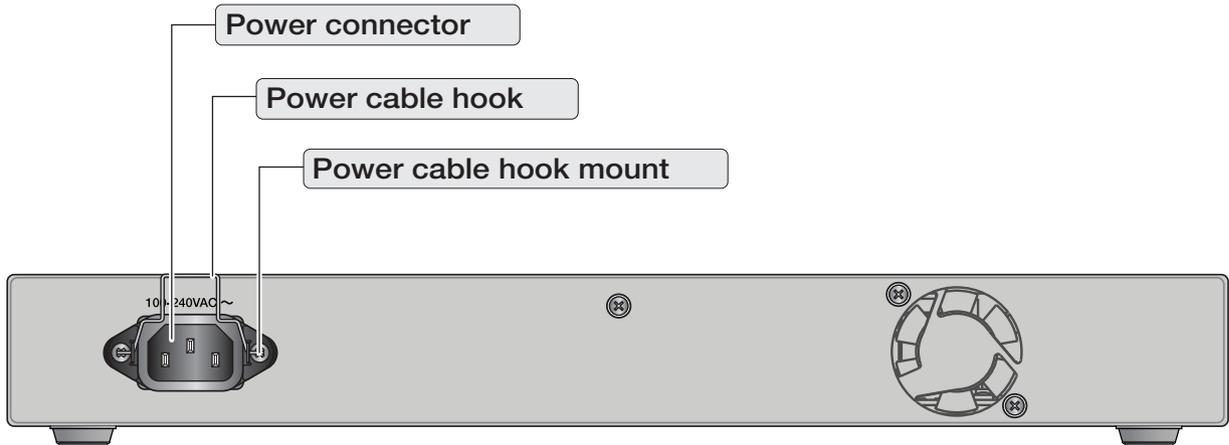 Power connector
Power cable hook
Power cable hook mount
100-240VAC～